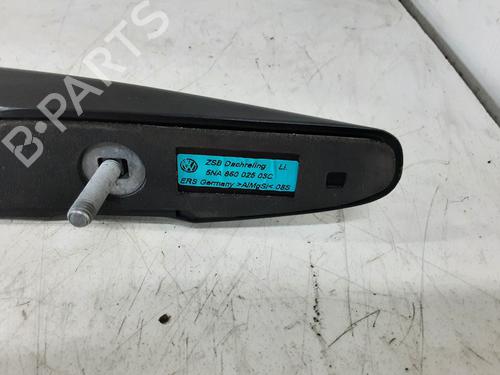 B-PARTS
ZSB Dachreling Li.
5NA 860 025 03C
ERS Germany >AlMgSi< 08S